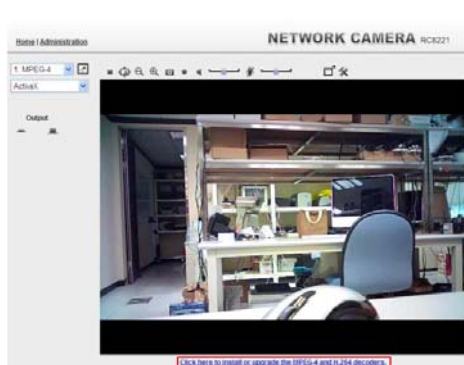 Home | Administration
NETWORK CAMERA RC8221
1. MPEG-4
ActiveX
Output
Click here to install or upgrade the MPEG-4 and H.264 decoders.